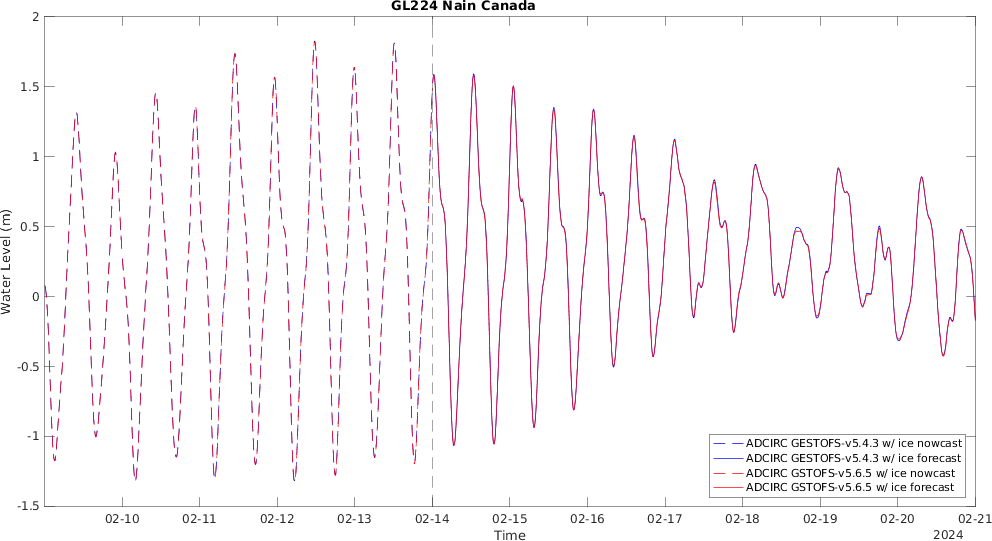 GL224 Nain Canada
2
1.5
1
0.5
0
-0.5
-1
-1.5
Water Level (m)
ADCIRC GESTOFS-v5.4.3 w/ ice nowcast
ADCIRC GESTOFS-v5.4.3 w/ ice forecast
ADCIRC GSTOFS-v5.6.5 w/ ice nowcast
ADCIRC GSTOFS-v5.6.5 w/ ice forecast
02-10 02-11 02-12 02-13 02-14 02-15 02-16 02-17 02-18 02-19 02-20 02-21
Time
2024